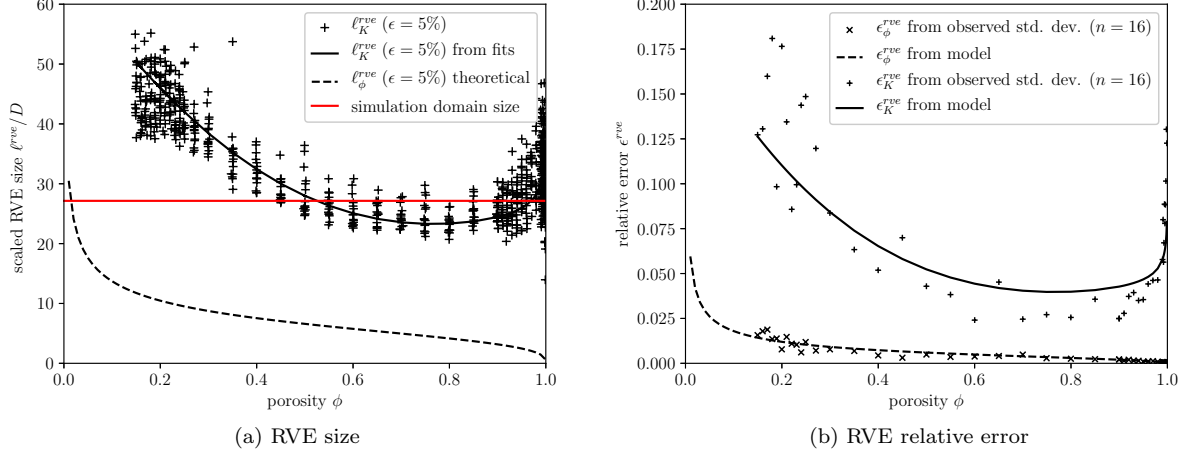 60
50
40
30
20
10
0
scaled RVE size ℓ^{rve}/D
ℓ_K^{rve} (ϵ = 5%)
ℓ_K^{rve} (ϵ = 5%) from fits
ℓ_ϕ^{rve} (ϵ = 5%) theoretical
simulation domain size
0.0 0.2 0.4 0.6 0.8 1.0
porosity ϕ
(a) RVE size
0.200
0.175
0.150
0.125
0.100
0.075
0.050
0.025
0.000
relative error ϵ^{rve}
ϵ_ϕ^{rve} from observed std. dev. (n = 16)
ϵ_ϕ^{rve} from model
ϵ_K^{rve} from observed std. dev. (n = 16)
ϵ_K^{rve} from model
0.0 0.2 0.4 0.6 0.8 1.0
porosity ϕ
(b) RVE relative error